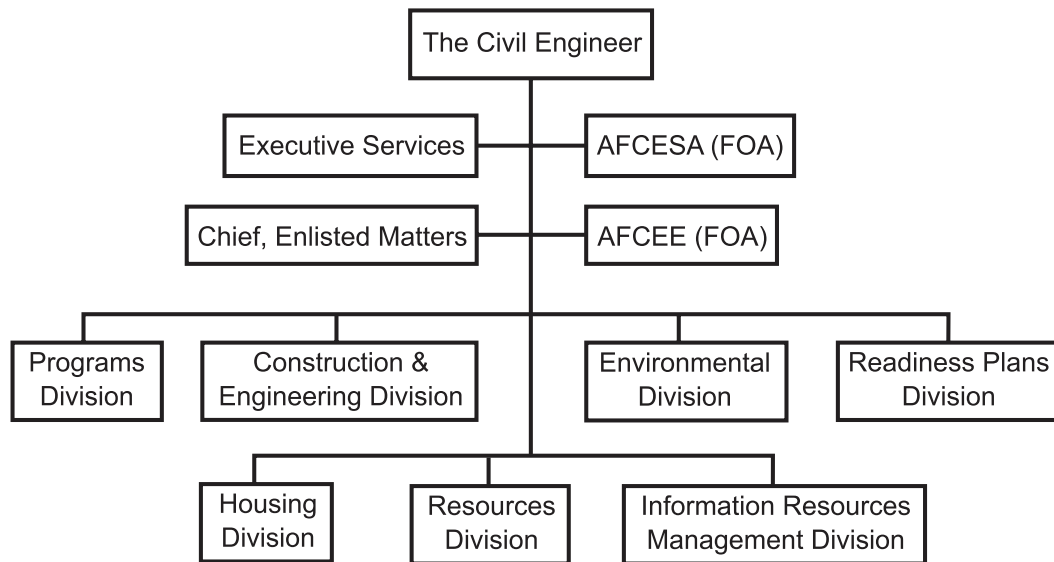 The Civil Engineer
Executive Services
AFCESA (FOA)
Chief, Enlisted Matters
AFCEE (FOA)
Programs
Division
Construction &
Engineering Division
Environmental
Division
Readiness Plans
Division
Housing
Division
Resources
Division
Information Resources
Management Division